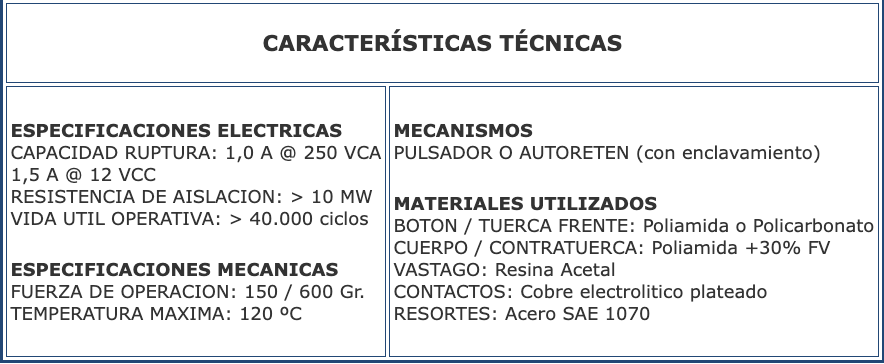 CARACTERÍSTICAS TÉCNICAS
ESPECIFICACIONES ELECTRICAS
CAPACIDAD RUPTURA: 1,0 A @ 250 VCA
1,5 A @ 12 VCC
RESISTENCIA DE AISLACION: > 10 MW
VIDA UTIL OPERATIVA: > 40.000 ciclos
ESPECIFICACIONES MECANICAS
FUERZA DE OPERACION: 150 / 600 Gr.
TEMPERATURA MAXIMA: 120 ºC
MECANISMOS
PULSADOR O AUTORETEN (con enclavamiento)
MATERIALES UTILIZADOS
BOTON / TUERCA FRENTE: Poliamida o Policarbonato
CUERPO / CONTRATUERCA: Poliamida +30% FV
VASTAGO: Resina Acetal
CONTACTOS: Cobre electrolitico plateado
RESORTES: Acero SAE 1070